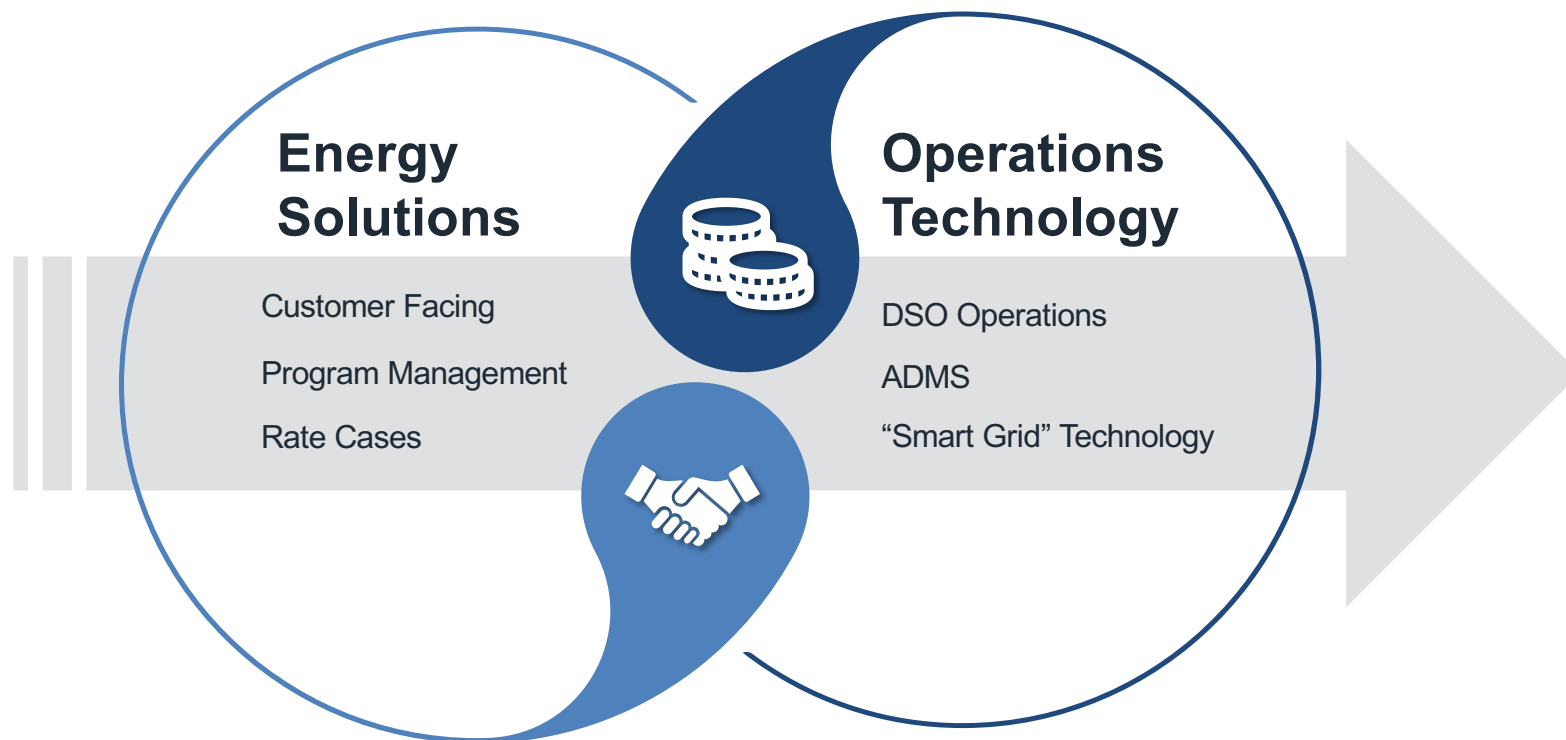 Energy
Solutions
Customer Facing
Program Management
Rate Cases
Operations
Technology
DSO Operations
ADMS
“Smart Grid” Technology